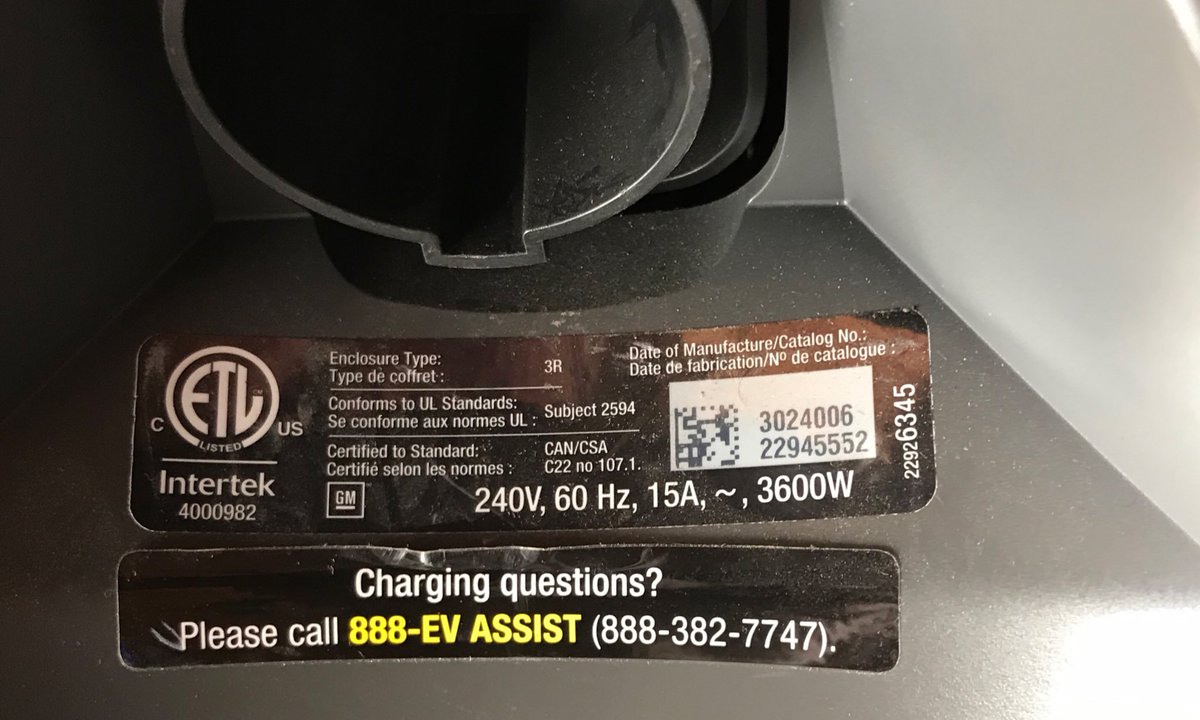 ETL
C LISTED US
Intertek
4000982
Enclosure Type:
Type de coffret :
3R
Conforms to UL Standards:
Se conforme aux normes UL :
Subject 2594
Certified to Standard:
Certifié selon les normes :
CAN/CSA
C22 no 107.1.
GM
240V, 60 Hz, 15A, ~, 3600W
Date of Manufacture/Catalog No.:
Date de fabrication/Nº de catalogue :
3024006
22945552
22926345
Charging questions?
Please call 888-EV ASSIST (888-382-7747).